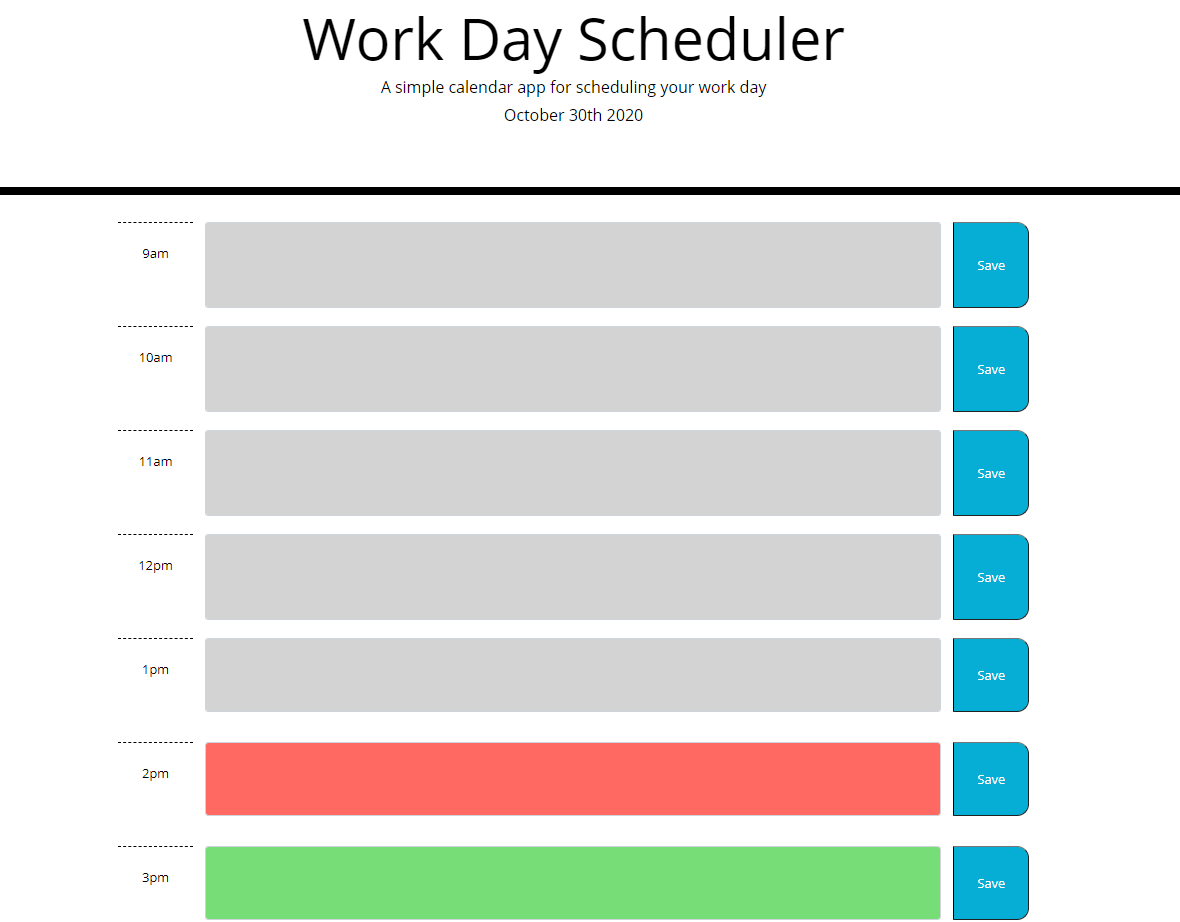 Work Day Scheduler
A simple calendar app for scheduling your work day
October 30th 2020
9am
Save
10am
Save
11am
Save
12pm
Save
1pm
Save
2pm
Save
3pm
Save